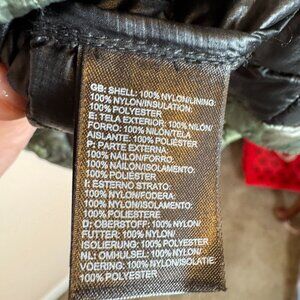 GB: SHELL: 100% NYLON/LINING:
100% NYLON/INSULATION:
100% POLYESTER
E: TELA EXTERIOR: 100% NILÓN/
FORRO: 100% NILÓN/TELA
AISLANTE: 100% POLIÉSTER
P: PARTE EXTERNA:
100% NÁILON/FORRO:
100% NÁILON/ISOLAMENTO:
100% POLIÉSTER
I: ESTERNO STRATO:
100% NYLON/FODERA:
100% NYLON/ISOLAMENTO:
100% POLIESTERE
D: OBERSTOFF: 100% NYLON/
FUTTER: 100% NYLON/
ISOLIERUNG: 100% POLYESTER
NL: OMHULSEL: 100% NYLON/
VOERING: 100% NYLON/ISOLATIE:
100% POLYESTER